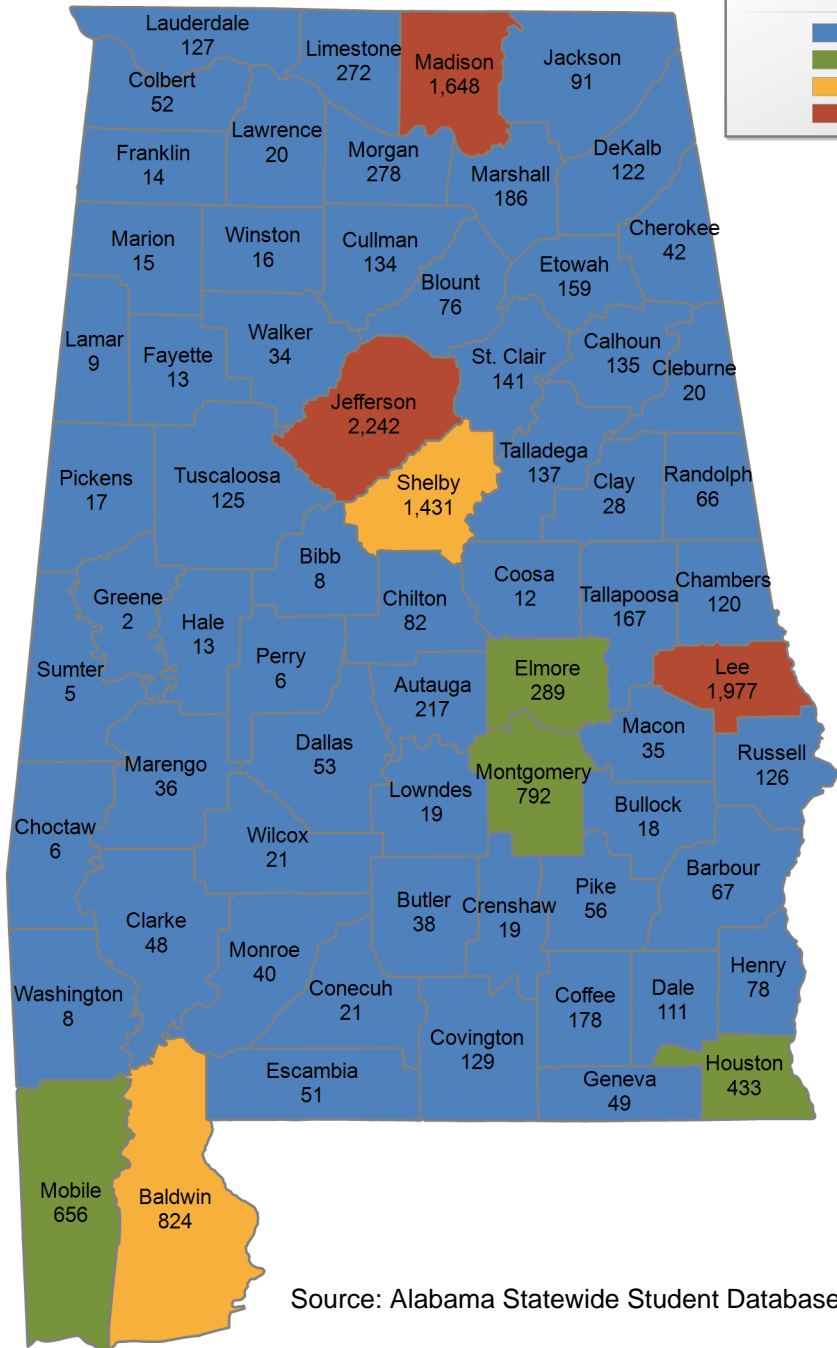 Lauderdale
127
Limestone
272
Madison
1,648
Jackson
91
Colbert
52
Lawrence
20
Franklin
14
Morgan
278
Marshall
186
DeKalb
122
Marion
15
Winston
16
Cullman
134
Cherokee
42
Etowah
159
Blount
76
Lamar
9
Fayette
13
Walker
34
St. Clair
141
Calhoun
135
Cleburne
20
Jefferson
2,242
Pickens
17
Tuscaloosa
125
Shelby
1,431
Talladega
137
Clay
28
Randolph
66
Bibb
8
Greene
2
Hale
13
Chilton
82
Coosa
12
Tallapoosa
167
Chambers
120
Sumter
5
Perry
6
Autauga
217
Elmore
289
Lee
1,977
Marengo
36
Dallas
53
Macon
35
Russell
126
Lowndes
19
Montgomery
792
Bullock
18
Choctaw
6
Wilcox
21
Clarke
48
Butler
38
Crenshaw
19
Pike
56
Barbour
67
Monroe
40
Washington
8
Conecuh
21
Covington
129
Coffee
178
Dale
111
Henry
78
Escambia
51
Geneva
49
Houston
433
Mobile
656
Baldwin
824
Source: Alabama Statewide Student Database